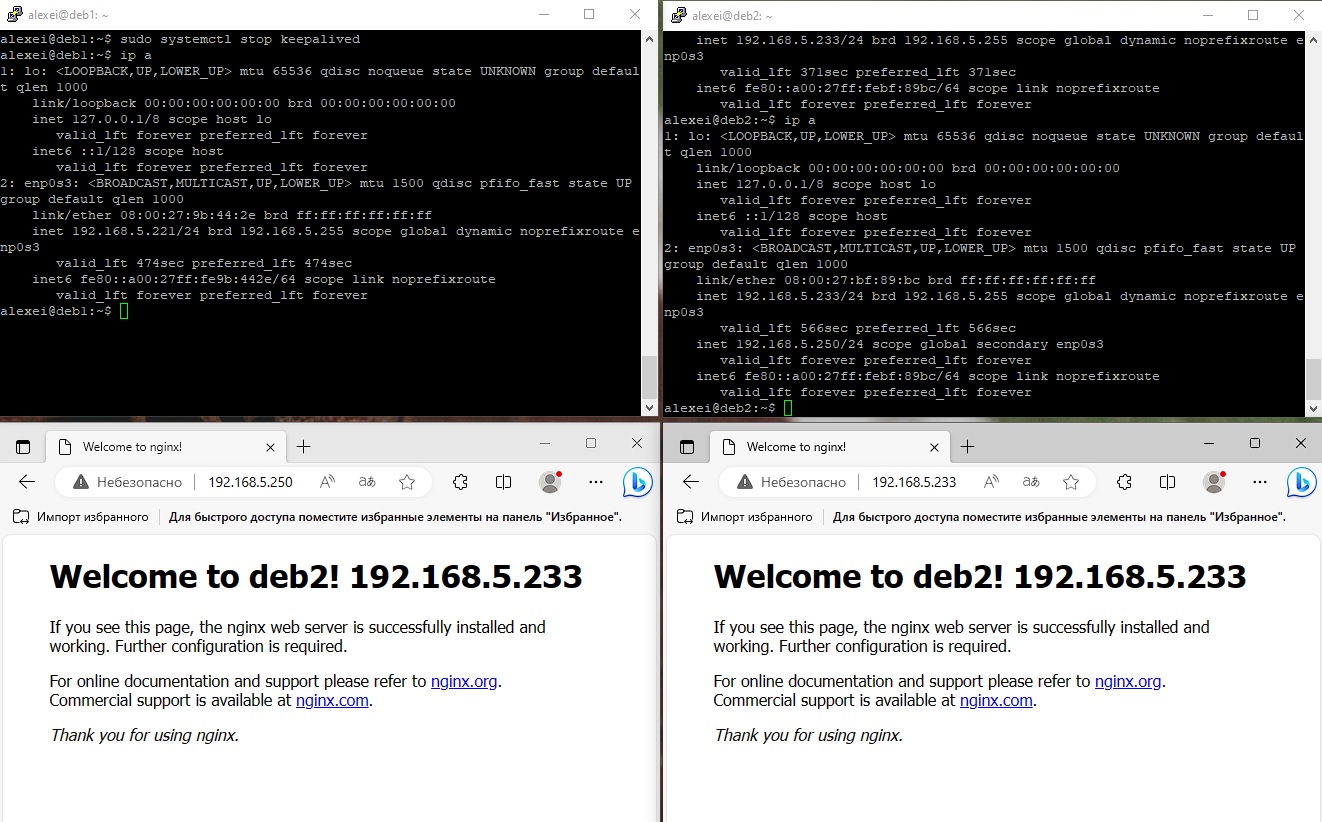 alexei@deb1: ~
alexei@deb1:~$ sudo systemctl stop keepalived
alexei@deb1:~$ ip a
1: lo: <LOOPBACK,UP,LOWER_UP> mtu 65536 qdisc noqueue state UNKNOWN group defaul
t qlen 1000
    link/loopback 00:00:00:00:00:00 brd 00:00:00:00:00:00
    inet 127.0.0.1/8 scope host lo
       valid_lft forever preferred_lft forever
    inet6 ::1/128 scope host
       valid_lft forever preferred_lft forever
2: enp0s3: <BROADCAST,MULTICAST,UP,LOWER_UP> mtu 1500 qdisc pfifo_fast state UP
group default qlen 1000
    link/ether 08:00:27:9b:44:2e brd ff:ff:ff:ff:ff:ff
    inet 192.168.5.221/24 brd 192.168.5.255 scope global dynamic noprefixroute e
np0s3
       valid_lft 474sec preferred_lft 474sec
    inet6 fe80::a00:27ff:fe9b:442e/64 scope link noprefixroute
       valid_lft forever preferred_lft forever
alexei@deb1:~$
alexei@deb2: ~
    inet 192.168.5.233/24 brd 192.168.5.255 scope global dynamic noprefixroute e
np0s3
       valid_lft 371sec preferred_lft 371sec
    inet6 fe80::a00:27ff:febf:89bc/64 scope link noprefixroute
       valid_lft forever preferred_lft forever
alexei@deb2:~$ ip a
1: lo: <LOOPBACK,UP,LOWER_UP> mtu 65536 qdisc noqueue state UNKNOWN group defaul
t qlen 1000
    link/loopback 00:00:00:00:00:00 brd 00:00:00:00:00:00
    inet 127.0.0.1/8 scope host lo
       valid_lft forever preferred_lft forever
    inet6 ::1/128 scope host
       valid_lft forever preferred_lft forever
2: enp0s3: <BROADCAST,MULTICAST,UP,LOWER_UP> mtu 1500 qdisc pfifo_fast state UP
group default qlen 1000
    link/ether 08:00:27:bf:89:bc brd ff:ff:ff:ff:ff:ff
    inet 192.168.5.233/24 brd 192.168.5.255 scope global dynamic noprefixroute e
np0s3
       valid_lft 566sec preferred_lft 566sec
    inet 192.168.5.250/24 scope global secondary enp0s3
       valid_lft forever preferred_lft forever
    inet6 fe80::a00:27ff:febf:89bc/64 scope link noprefixroute
       valid_lft forever preferred_lft forever
alexei@deb2:~$
Welcome to nginx!
Небезопасно 192.168.5.250
Импорт избранного Для быстрого доступа поместите избранные элементы на панель "Избранное".
Welcome to deb2! 192.168.5.233
If you see this page, the nginx web server is successfully installed and
working. Further configuration is required.
For online documentation and support please refer to nginx.org.
Commercial support is available at nginx.com.
Thank you for using nginx.
Welcome to nginx!
Небезопасно 192.168.5.233
Импорт избранного Для быстрого доступа поместите избранные элементы на панель "Избранное".
Welcome to deb2! 192.168.5.233
If you see this page, the nginx web server is successfully installed and
working. Further configuration is required.
For online documentation and support please refer to nginx.org.
Commercial support is available at nginx.com.
Thank you for using nginx.